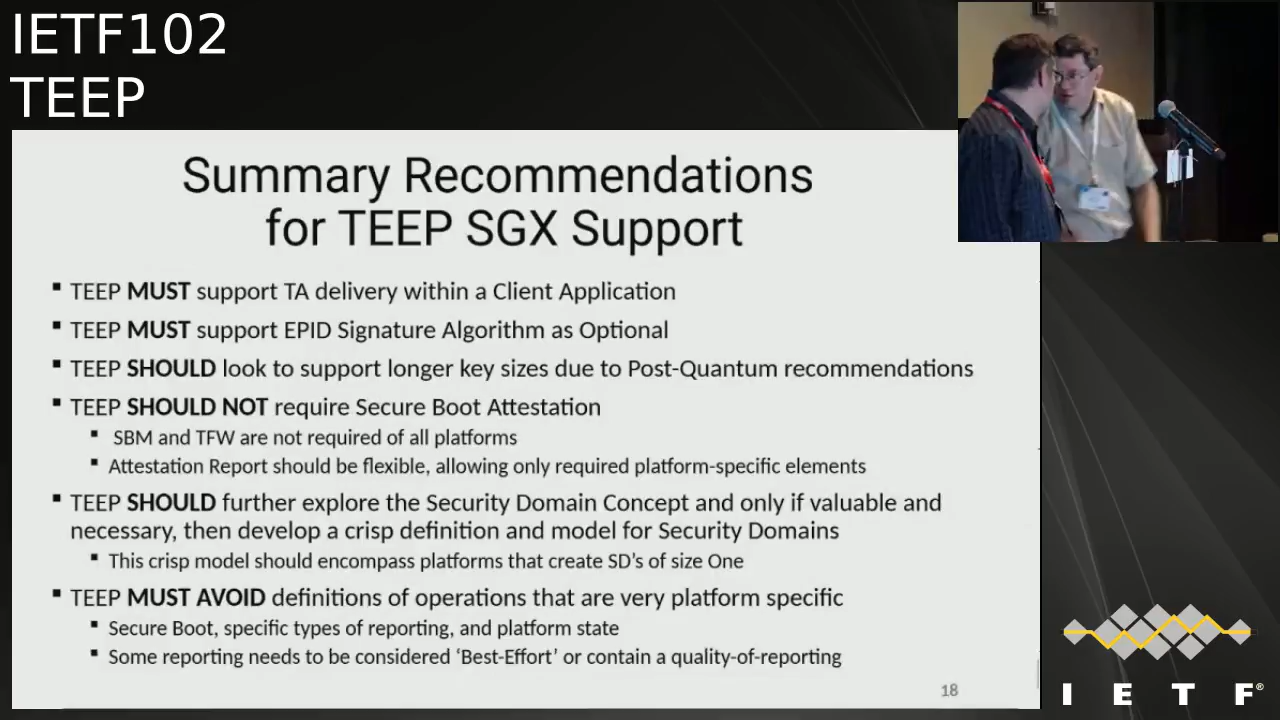 IETF102
TEEP
Summary Recommendations
for TEEP SGX Support
▪ TEEP MUST support TA delivery within a Client Application
▪ TEEP MUST support EPID Signature Algorithm as Optional
▪ TEEP SHOULD look to support longer key sizes due to Post-Quantum recommendations
▪ TEEP SHOULD NOT require Secure Boot Attestation
▪ SBM and TFW are not required of all platforms
▪ Attestation Report should be flexible, allowing only required platform-specific elements
▪ TEEP SHOULD further explore the Security Domain Concept and only if valuable and
necessary, then develop a crisp definition and model for Security Domains
▪ This crisp model should encompass platforms that create SD’s of size One
▪ TEEP MUST AVOID definitions of operations that are very platform specific
▪ Secure Boot, specific types of reporting, and platform state
▪ Some reporting needs to be considered ‘Best-Effort’ or contain a quality-of-reporting
18
I E T F®